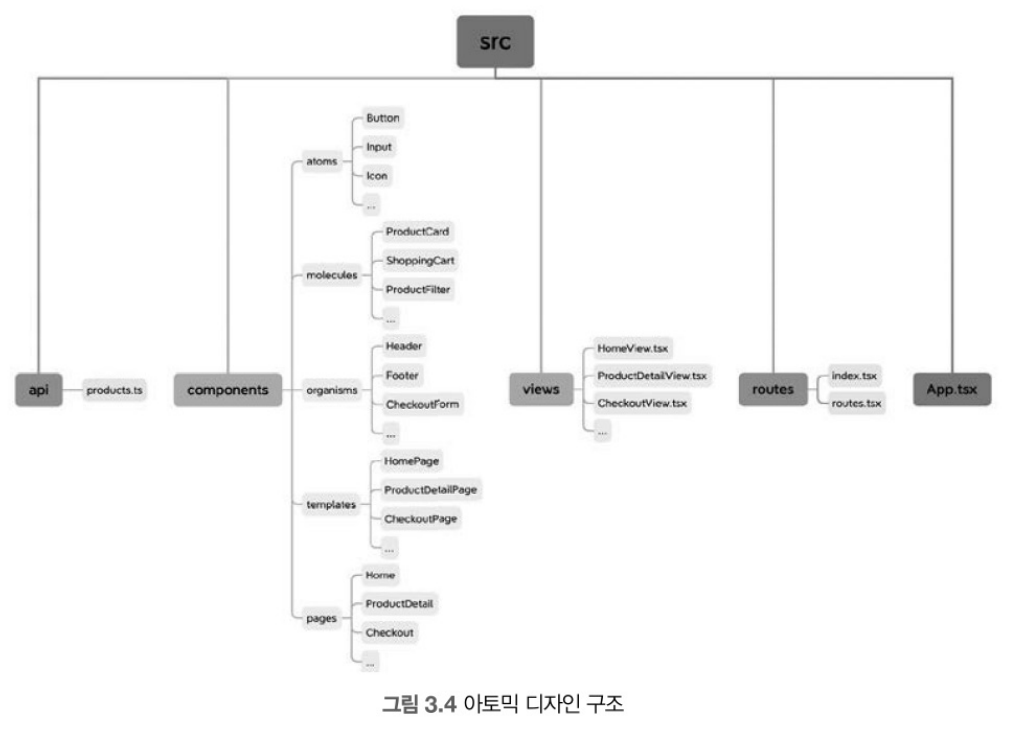 src
Button
Input
Icon
...
atoms
ProductCard
ShoppingCart
ProductFilter
...
molecules
Header
Footer
CheckoutForm
...
organisms
HomePage
ProductDetailPage
CheckoutPage
...
templates
Home
ProductDetail
Checkout
...
pages
api
products.ts
components
views
HomeView.tsx
ProductDetailView.tsx
CheckoutView.tsx
...
routes
index.tsx
routes.tsx
App.tsx
그림 3.4 아토믹 디자인 구조